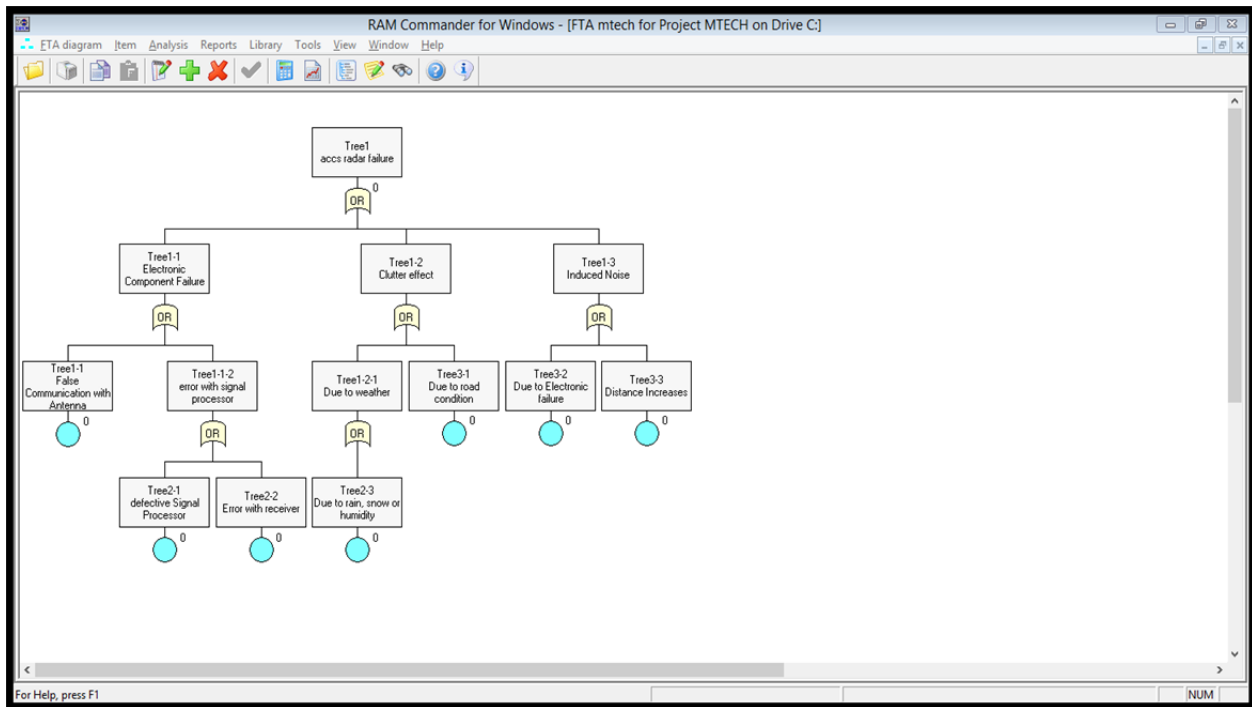 RAM Commander for Windows - [FTA mtech for Project MTECH on Drive C:]
FTA diagram Item Analysis Reports Library Tools View Window Help
Tree1
accs radar failure
0
OR
Tree1-1
Electronic
Component Failure
Tree1-2
Clutter effect
Tree1-3
Induced Noise
OR
OR
OR
Tree1-1
False
Communication with
Antenna
0
Tree1-1-2
error with signal
processor
OR
Tree1-2-1
Due to weather
OR
Tree3-1
Due to road
condition
0
Tree3-2
Due to Electronic
failure
0
Tree3-3
Distance Increases
0
Tree2-1
defective Signal
Processor
0
Tree2-2
Error with receiver
0
Tree2-3
Due to rain, snow or
humidity
0
For Help, press F1
NUM